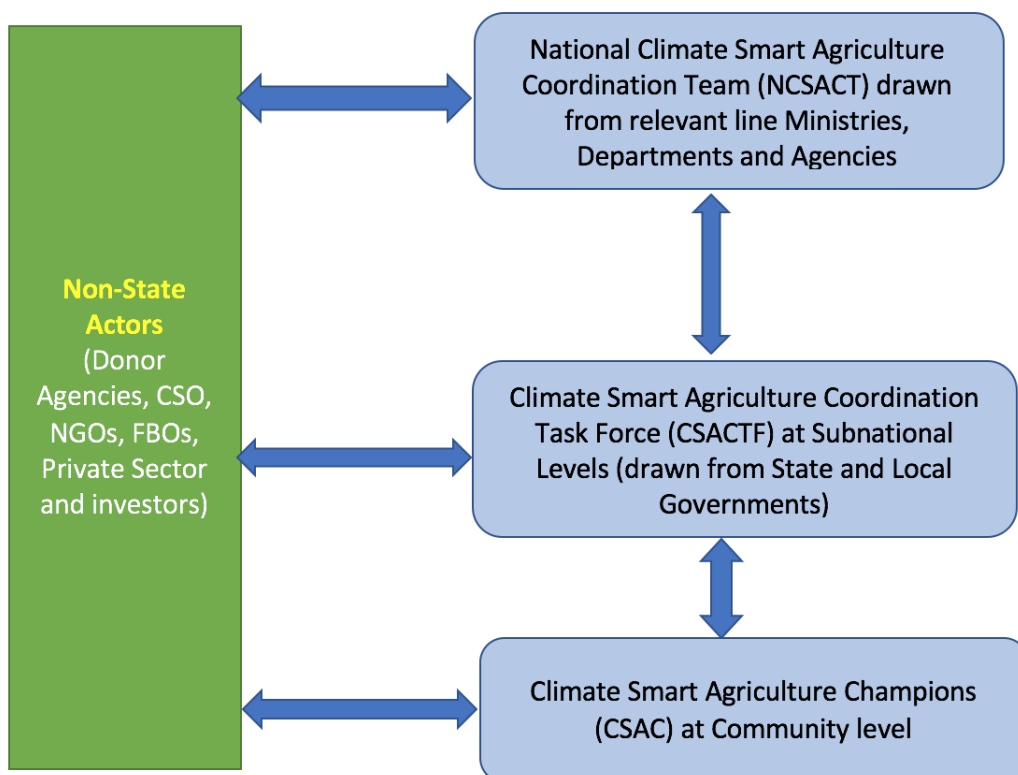 Non-State
Actors
(Donor
Agencies, CSO,
NGOs, FBOs,
Private Sector
and investors)
National Climate Smart Agriculture
Coordination Team (NCSACT) drawn
from relevant line Ministries,
Departments and Agencies
Climate Smart Agriculture Coordination
Task Force (CSACTF) at Subnational
Levels (drawn from State and Local
Governments)
Climate Smart Agriculture Champions
(CSAC) at Community level